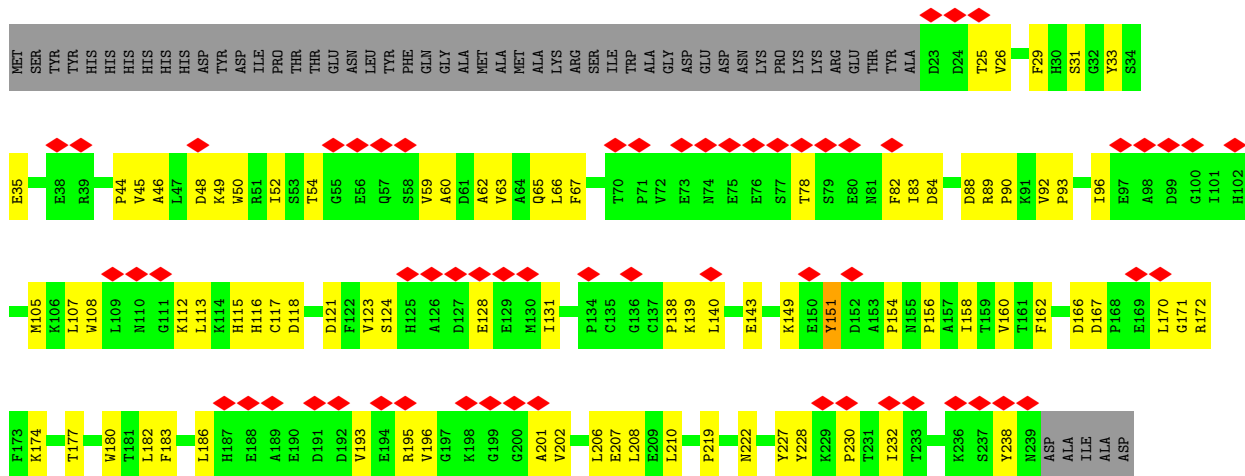 MET SER TYR TYR HIS HIS HIS HIS HIS HIS ASP TYR ASP ILE PRO THR THR GLU ASN LEU TYR PHE GLN GLY ALA MET ALA MET ALA LYS ARG SER ILE TRP ALA GLY ASP GLU ASP ASN LYS PRO LYS LYS ARG GLU THR TYR ALA D23 D24 T25 V26 F29 H30 S31 G32 Y33 S34
E35 E38 R39 P44 V45 A46 L47 D48 K49 W50 R51 I52 S53 T54 G55 E56 Q57 S58 V59 A60 D61 A62 V63 A64 Q65 L66 F67 T70 P71 V72 E73 N74 E75 E76 S77 T78 S79 E80 N81 F82 I83 D84 D88 R89 P90 K91 V92 P93 I96 E97 A98 D99 G100 I101 H102
M105 K106 L107 W108 L109 N110 G111 K112 L113 K114 H115 H116 C117 D118 D121 F122 V123 S124 H125 A126 D127 E128 E129 M130 I131 P134 C135 G136 C137 P138 K139 L140 E143 K149 E150 Y151 D152 A153 P154 N155 P156 A157 I158 T159 V160 T161 F162 D166 D167 P168 E169 L170 G171 R172
F173 K174 T177 W180 T181 L182 F183 L186 H187 E188 A189 E190 D191 D192 V193 E194 R195 V196 G197 K198 G199 G200 A201 V202 L206 E207 L208 E209 L210 P219 N222 Y227 Y228 K229 P230 T231 I232 T233 K236 S237 Y238 N239 ASP ALA ILE ALA ASP